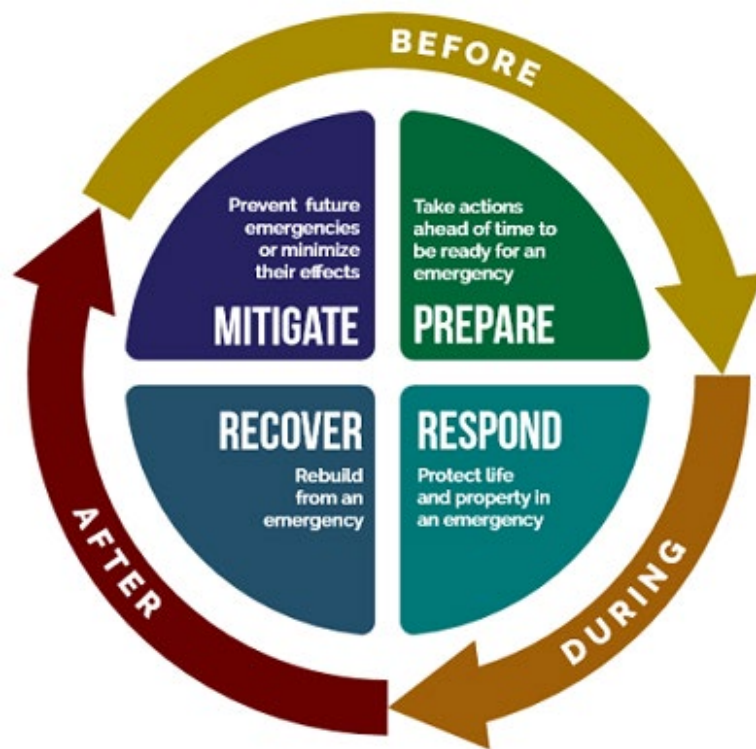 BEFORE
Prevent future
emergencies
or minimize
their effects
MITIGATE
Take actions
ahead of time to
be ready for an
emergency
PREPARE
RECOVER
Rebuild
from an
emergency
RESPOND
Protect life
and property in
an emergency
AFTER
DURING